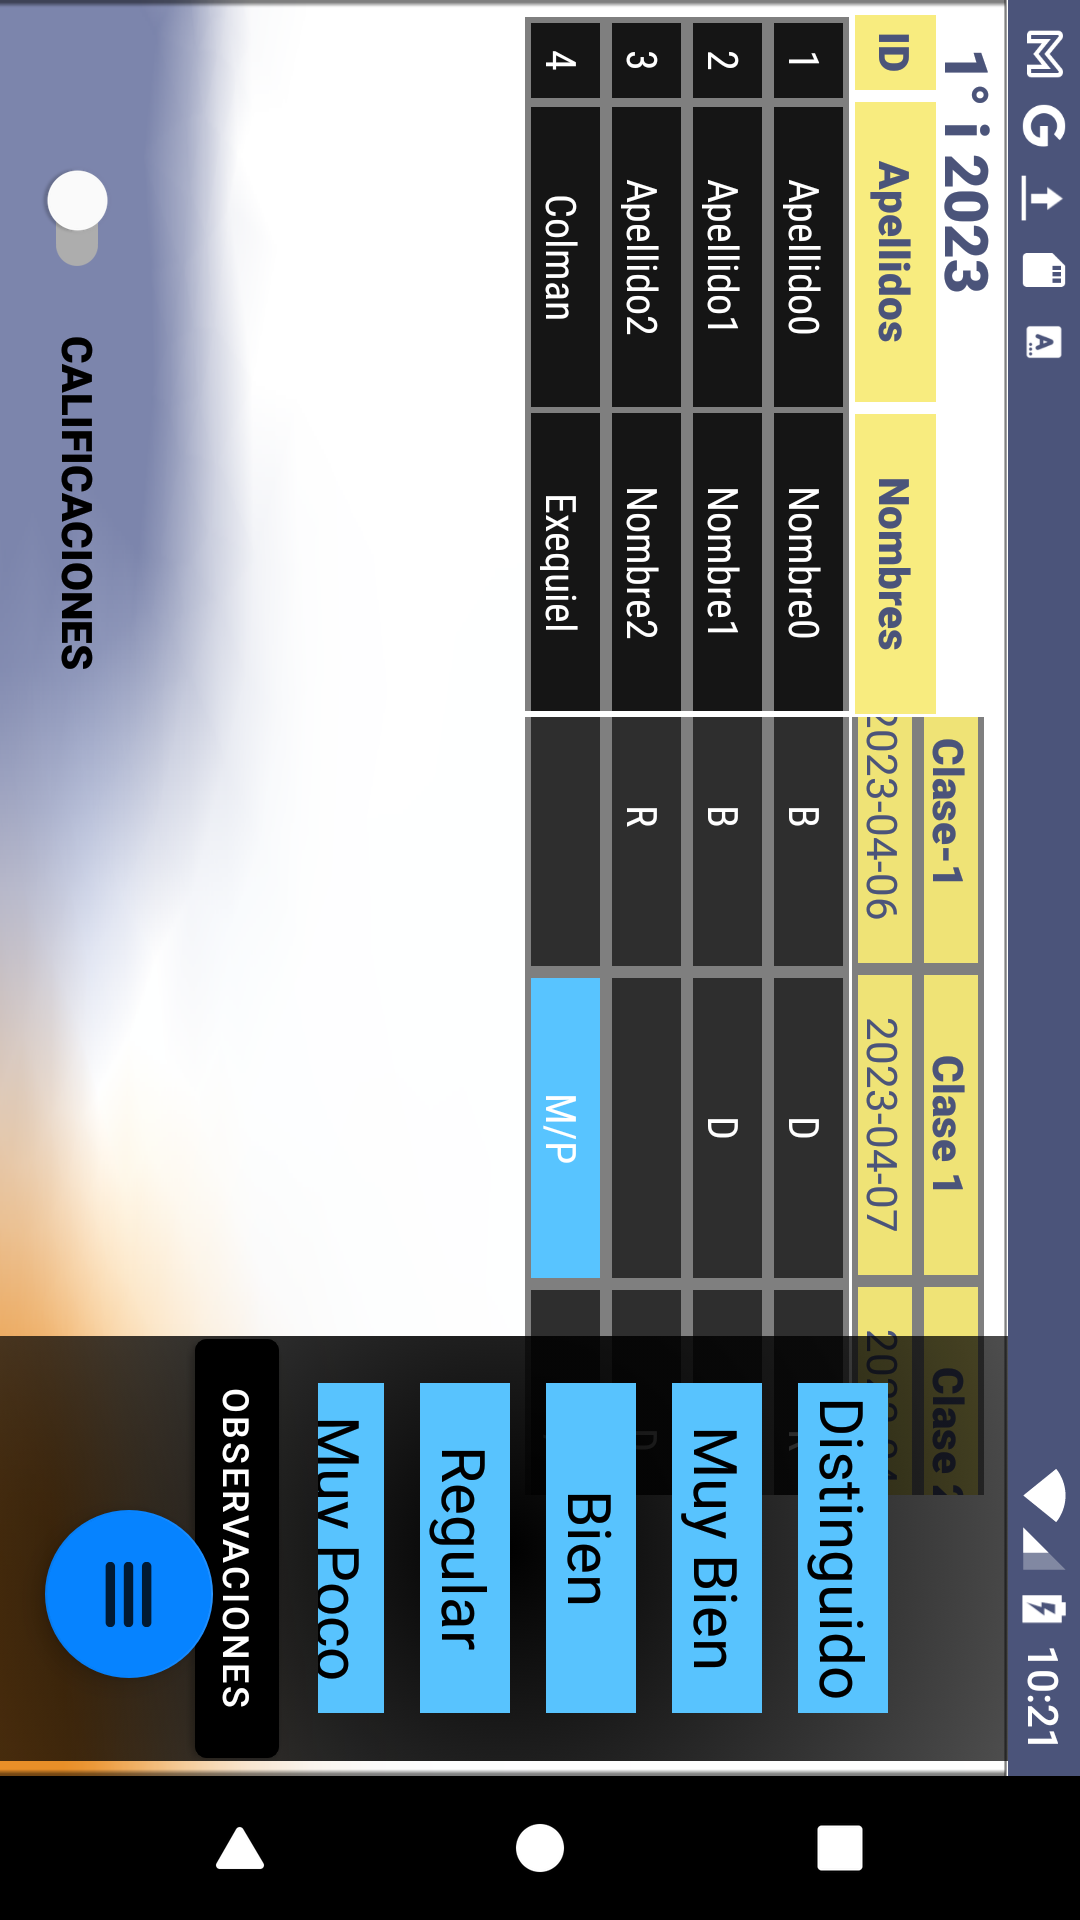 10:21
1° i 2023
ID Apellidos Nombres Clase-1 Clase 1 Clase 2
2023-04-06 2023-04-07
1 Apellido0 Nombre0 B D
2 Apellido1 Nombre1 B D
3 Apellido2 Nombre2 R
4 Colman Exequiel M/P
Distinguido
Muy Bien
Bien
Regular
Muy Poco
OBSERVACIONES
CALIFICACIONES